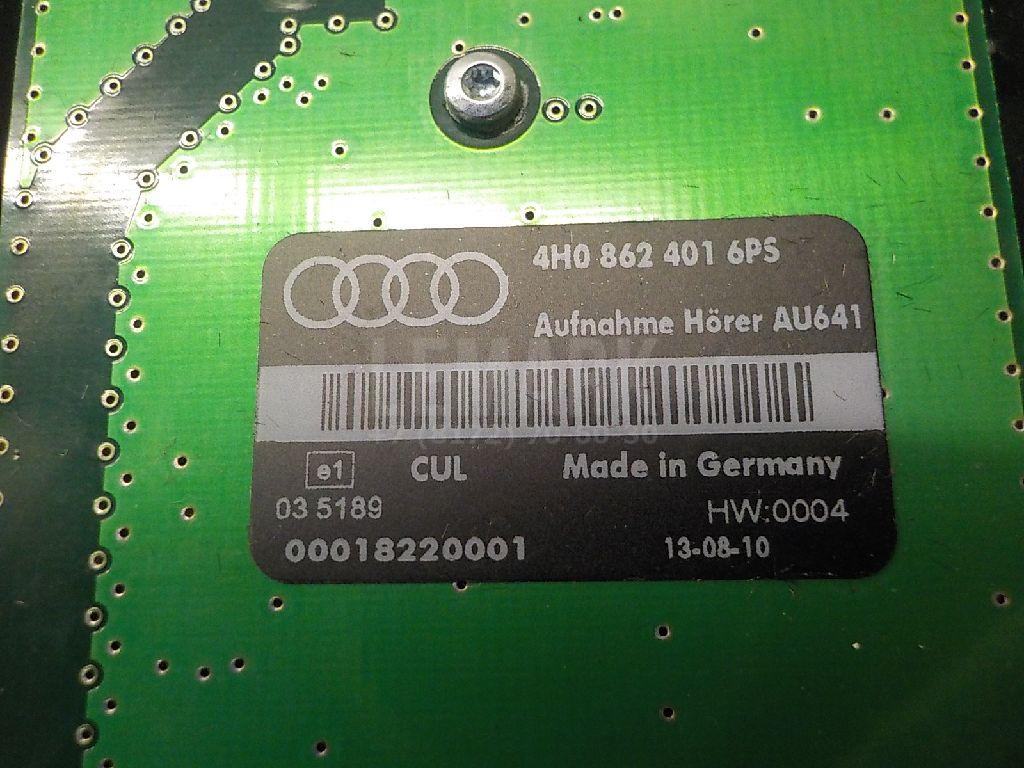 4H0 862 401 6PS
Aufnahme Hörer AU641
LEMARK
e1 CUL Made in Germany
03 5189 HW:0004
00018220001 13-08-10